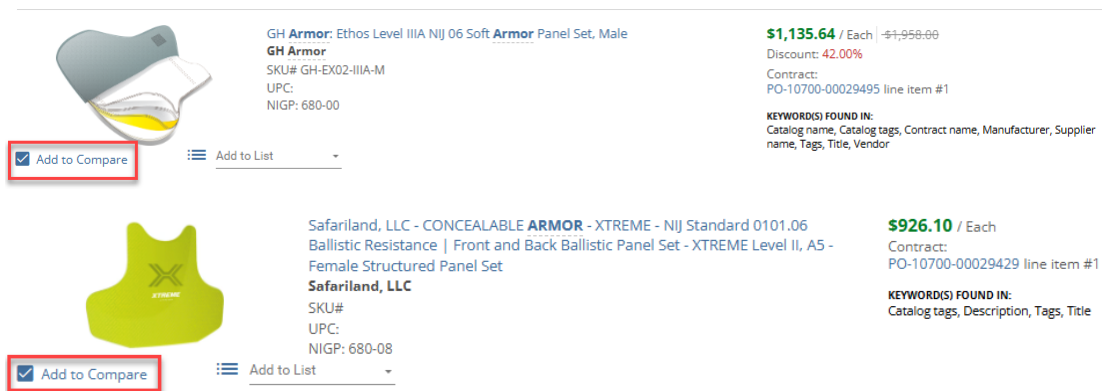 GH Armor: Ethos Level IIIA NIJ 06 Soft Armor Panel Set, Male
GH Armor
SKU# GH-EX02-IIIA-M
UPC:
NIGP: 680-00
$1,135.64 / Each $1,958.00
Discount: 42.00%
Contract:
PO-10700-00029495 line item #1
KEYWORD(S) FOUND IN:
Catalog name, Catalog tags, Contract name, Manufacturer, Supplier
name, Tags, Title, Vendor
Add to Compare
Add to List
Safariland, LLC - CONCEALABLE ARMOR - XTREME - NIJ Standard 0101.06
Ballistic Resistance | Front and Back Ballistic Panel Set - XTREME Level II, A5 -
Female Structured Panel Set
Safariland, LLC
SKU#
UPC:
NIGP: 680-08
$926.10 / Each
Contract:
PO-10700-00029429 line item #1
KEYWORD(S) FOUND IN:
Catalog tags, Description, Tags, Title
XTREME
Add to Compare
Add to List